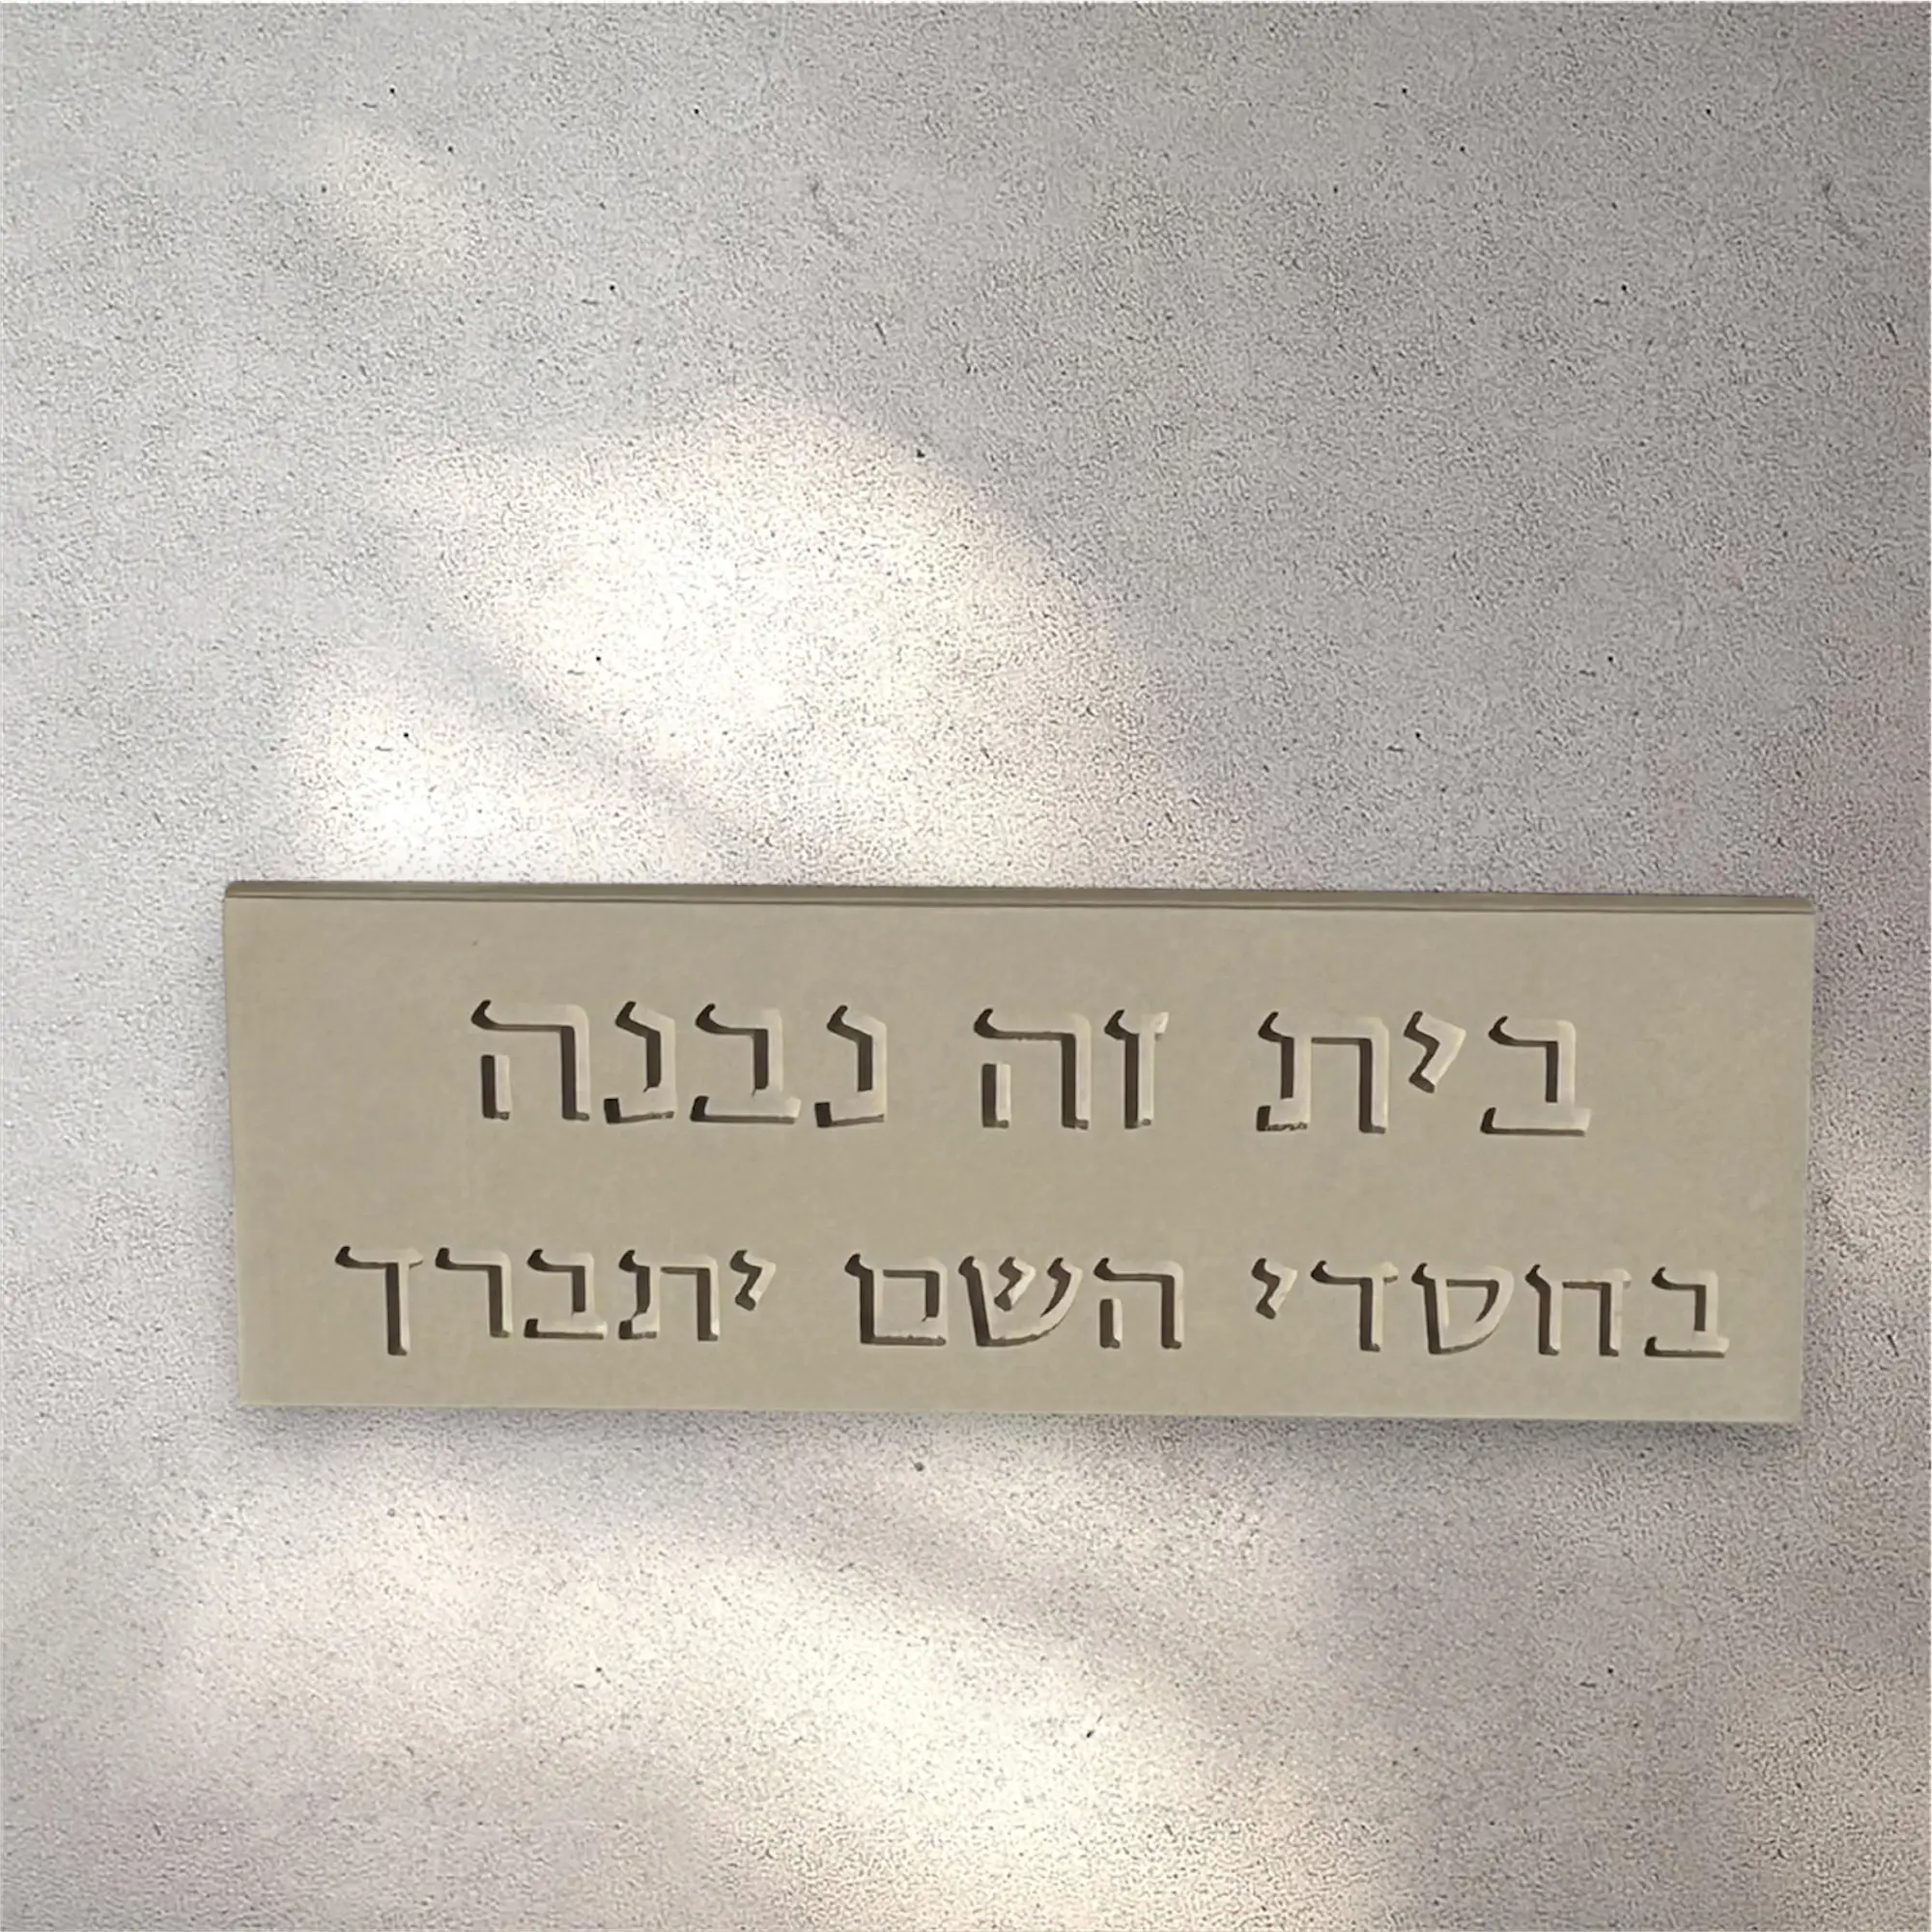 בית זה נבנה
בחסדי השם יתברך